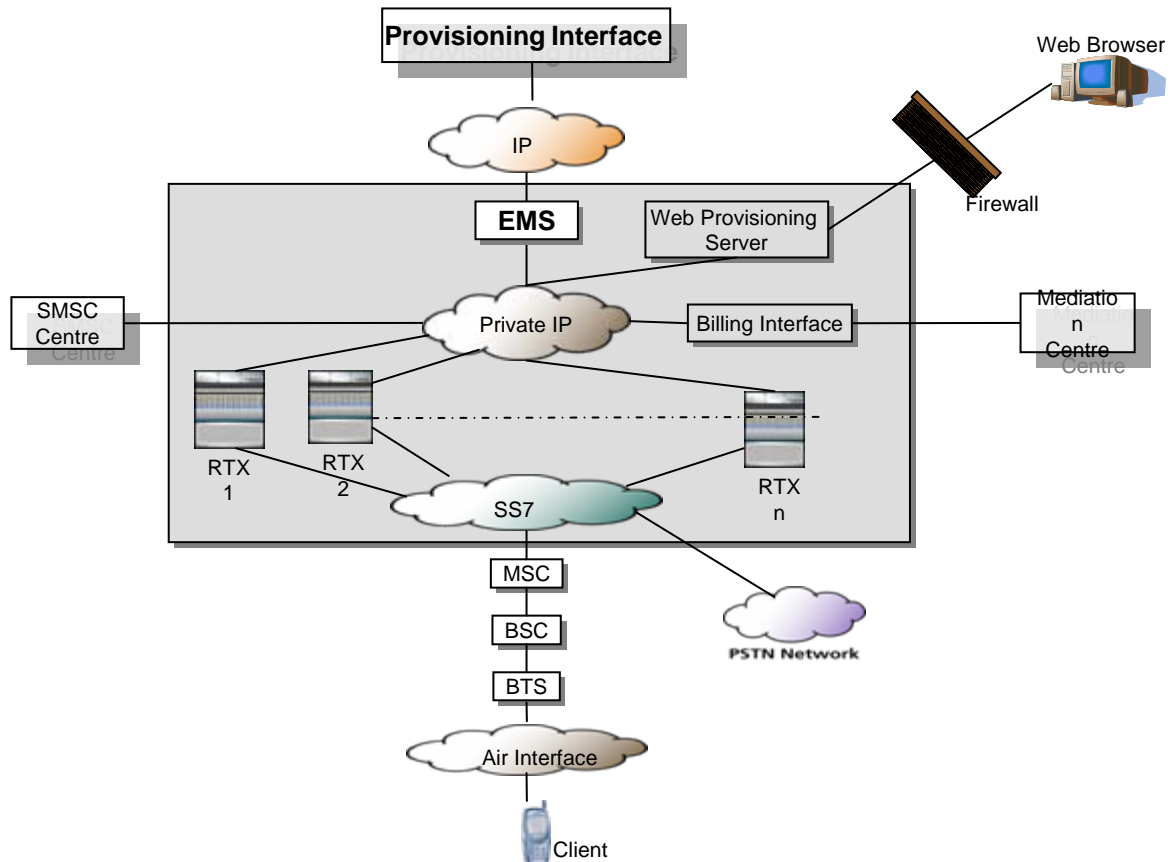 Provisioning Interface
Web Browser
IP
Firewall
EMS
Web Provisioning
Server
SMSC
Centre
Private IP
Billing Interface
Mediatio
n
Centre
RTX
1
RTX
2
RTX
n
SS7
MSC
BSC
PSTN Network
BTS
Air Interface
Client